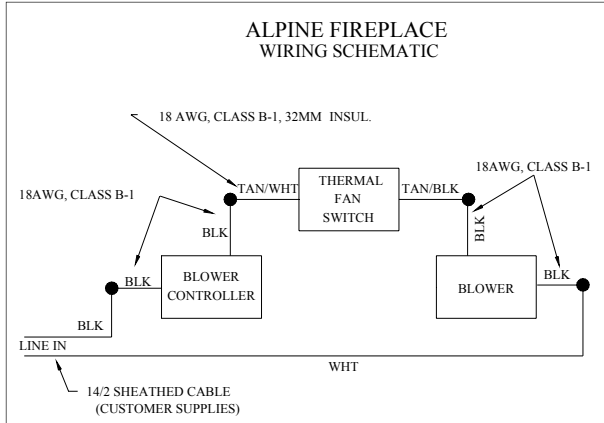 ALPINE FIREPLACE
WIRING SCHEMATIC
18 AWG, CLASS B-1, 32MM INSUL.
18AWG, CLASS B-1
18AWG, CLASS B-1
TAN/WHT
THERMAL
FAN
SWITCH
TAN/BLK
BLK
BLK
BLK
BLOWER
CONTROLLER
BLOWER
BLK
BLK
LINE IN
WHT
14/2 SHEATHED CABLE
(CUSTOMER SUPPLIES)